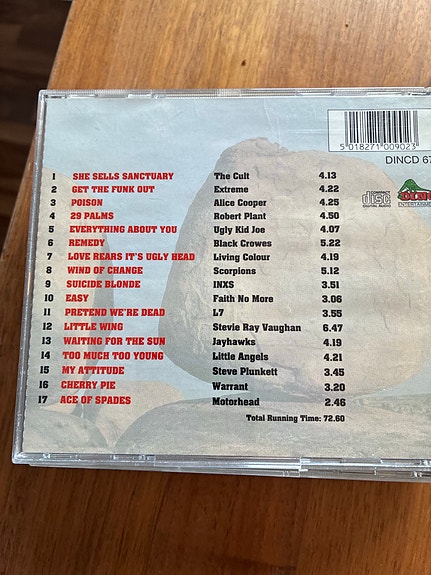 5 018271 009023
DINCD 67
COMPACT
disc
DIGITAL AUDIO
DINO
ENTERTAINMENT
1 SHE SELLS SANCTUARY The Cult 4.13
2 GET THE FUNK OUT Extreme 4.22
3 POISON Alice Cooper 4.25
4 29 PALMS Robert Plant 4.50
5 EVERYTHING ABOUT YOU Ugly Kid Joe 4.07
6 REMEDY Black Crowes 5.22
7 LOVE REARS IT'S UGLY HEAD Living Colour 4.19
8 WIND OF CHANGE Scorpions 5.12
9 SUICIDE BLONDE INXS 3.51
10 EASY Faith No More 3.06
11 PRETEND WE'RE DEAD L7 3.55
12 LITTLE WING Stevie Ray Vaughan 6.47
13 WAITING FOR THE SUN Jayhawks 4.19
14 TOO MUCH TOO YOUNG Little Angels 4.21
15 MY ATTITUDE Steve Plunkett 3.45
16 CHERRY PIE Warrant 3.20
17 ACE OF SPADES Motorhead 2.46
Total Running Time: 72.60